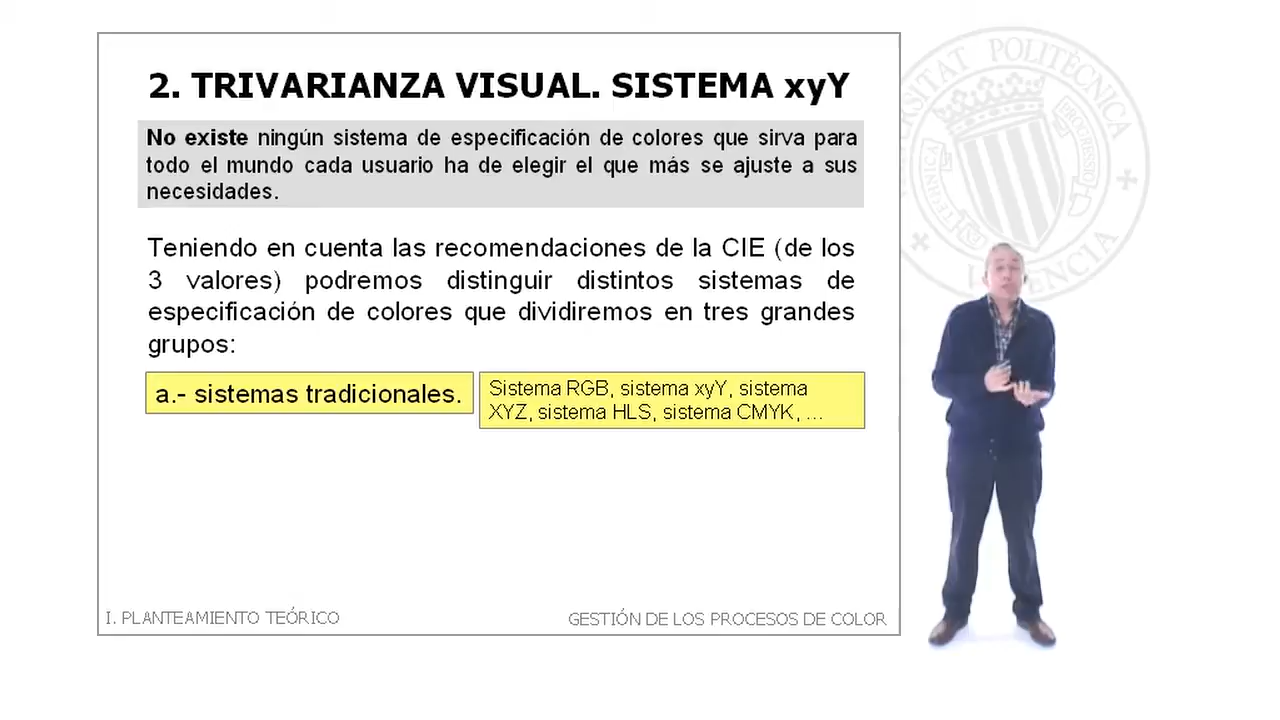 2. TRIVARIANZA VISUAL. SISTEMA xyY
No existe ningún sistema de especificación de colores que sirva para
todo el mundo cada usuario ha de elegir el que más se ajuste a sus
necesidades.
Teniendo en cuenta las recomendaciones de la CIE (de los
3 valores) podremos distinguir distintos sistemas de
especificación de colores que dividiremos en tres grandes
grupos:
a.- sistemas tradicionales.
Sistema RGB, sistema xyY, sistema
XYZ, sistema HLS, sistema CMYK, ...
I. PLANTEAMIENTO TEÓRICO
GESTIÓN DE LOS PROCESOS DE COLOR
POLITÈCNICA